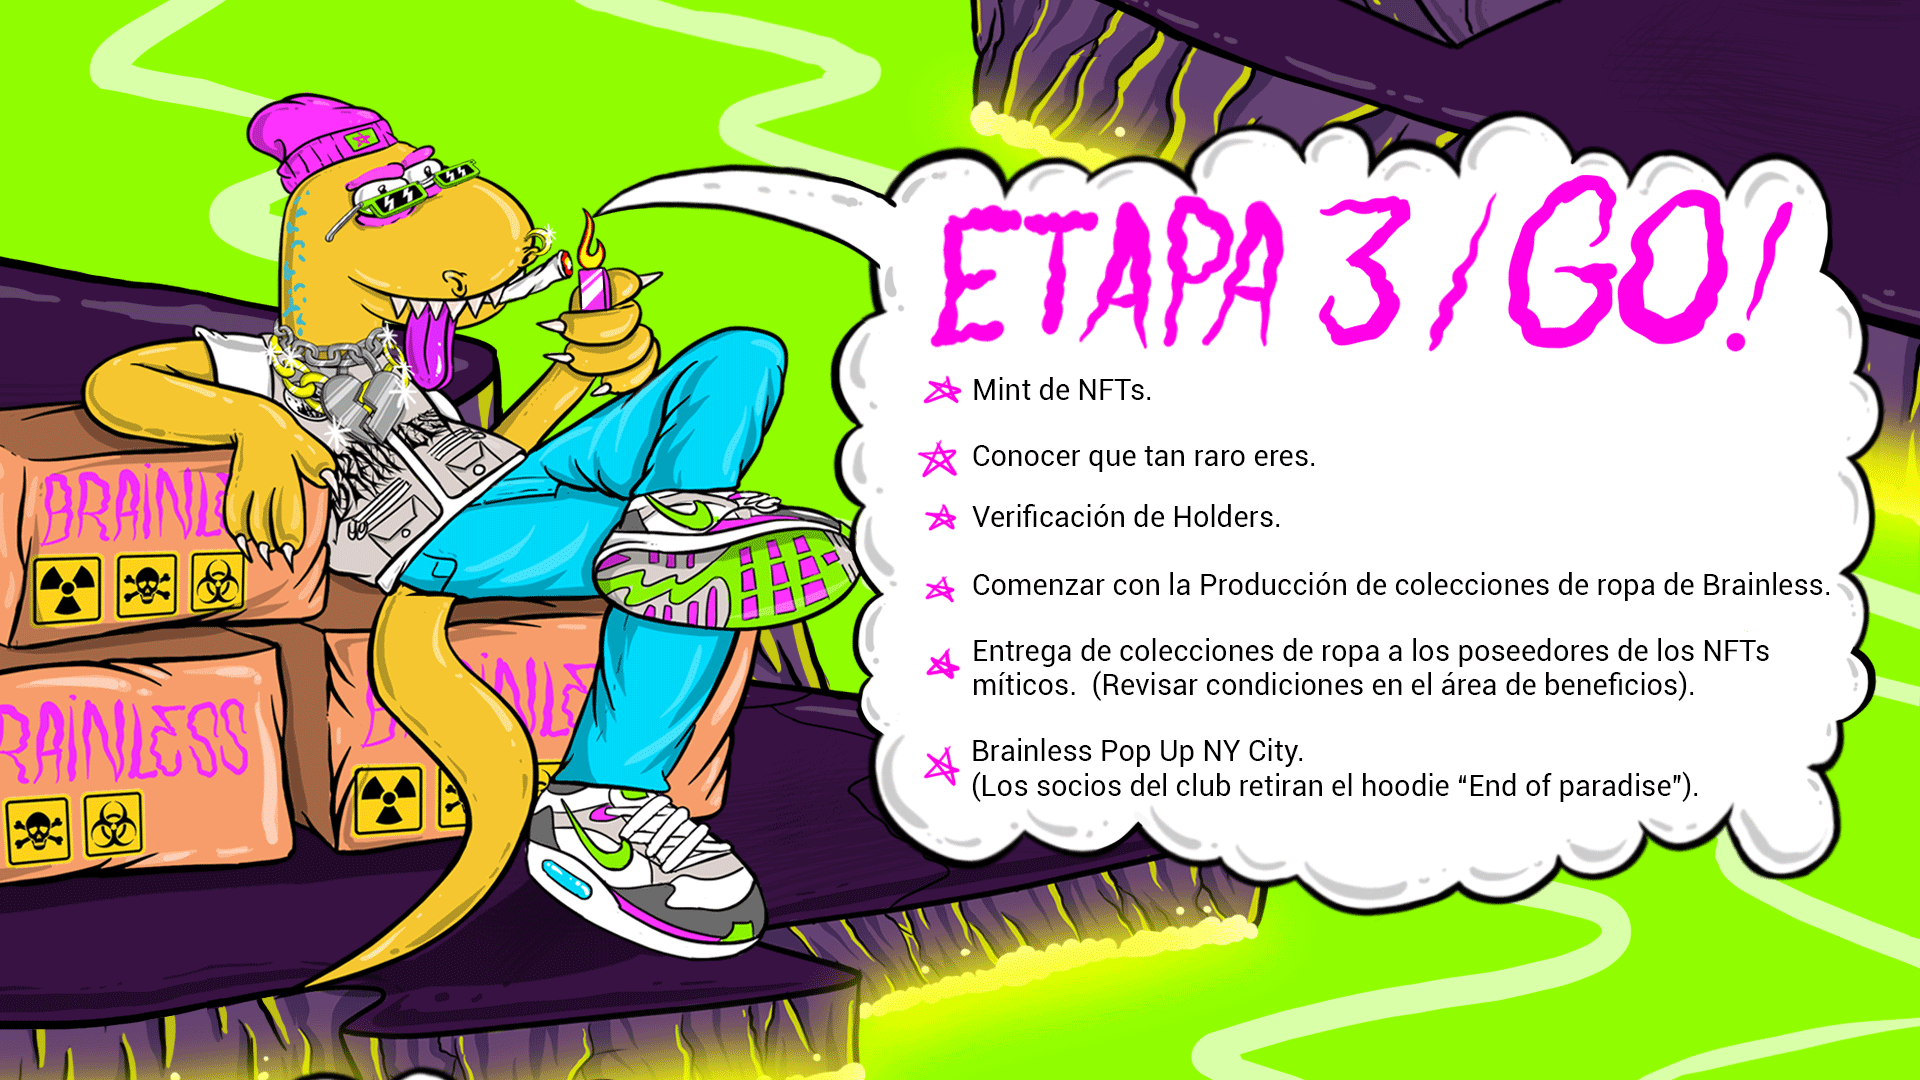 ETAPA 3 / GO!
Mint de NFTs.
Conocer que tan raro eres.
Verificación de Holders.
Comenzar con la Producción de colecciones de ropa de Brainless.
Entrega de colecciones de ropa a los poseedores de los NFTs
míticos. (Revisar condiciones en el área de beneficios).
Brainless Pop Up NY City.
(Los socios del club retiran el hoodie “End of paradise”).
BRAINLE
RAINLESS